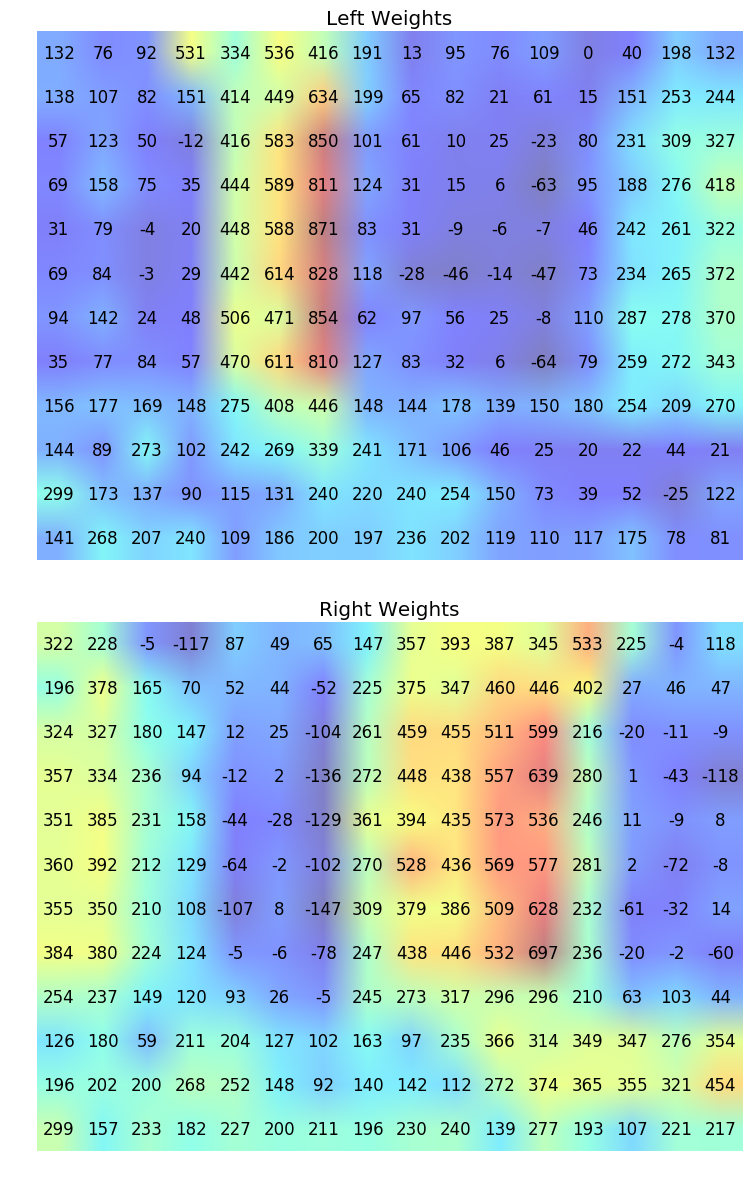 Left Weights
132 76 92 531 334 536 416 191 13 95 76 109 0 40 198 132
138 107 82 151 414 449 634 199 65 82 21 61 15 151 253 244
57 123 50 -12 416 583 850 101 61 10 25 -23 80 231 309 327
69 158 75 35 444 589 811 124 31 15 6 -63 95 188 276 418
31 79 -4 20 448 588 871 83 31 -9 -6 -7 46 242 261 322
69 84 -3 29 442 614 828 118 -28 -46 -14 -47 73 234 265 372
94 142 24 48 506 471 854 62 97 56 25 -8 110 287 278 370
35 77 84 57 470 611 810 127 83 32 6 -64 79 259 272 343
156 177 169 148 275 408 446 148 144 178 139 150 180 254 209 270
144 89 273 102 242 269 339 241 171 106 46 25 20 22 44 21
299 173 137 90 115 131 240 220 240 254 150 73 39 52 -25 122
141 268 207 240 109 186 200 197 236 202 119 110 117 175 78 81
Right Weights
322 228 -5 -117 87 49 65 147 357 393 387 345 533 225 -4 118
196 378 165 70 52 44 -52 225 375 347 460 446 402 27 46 47
324 327 180 147 12 25 -104 261 459 455 511 599 216 -20 -11 -9
357 334 236 94 -12 2 -136 272 448 438 557 639 280 1 -43 -118
351 385 231 158 -44 -28 -129 361 394 435 573 536 246 11 -9 8
360 392 212 129 -64 -2 -102 270 528 436 569 577 281 2 -72 -8
355 350 210 108 -107 8 -147 309 379 386 509 628 232 -61 -32 14
384 380 224 124 -5 -6 -78 247 438 446 532 697 236 -20 -2 -60
254 237 149 120 93 26 -5 245 273 317 296 296 210 63 103 44
126 180 59 211 204 127 102 163 97 235 366 314 349 347 276 354
196 202 200 268 252 148 92 140 142 112 272 374 365 355 321 454
299 157 233 182 227 200 211 196 230 240 139 277 193 107 221 217